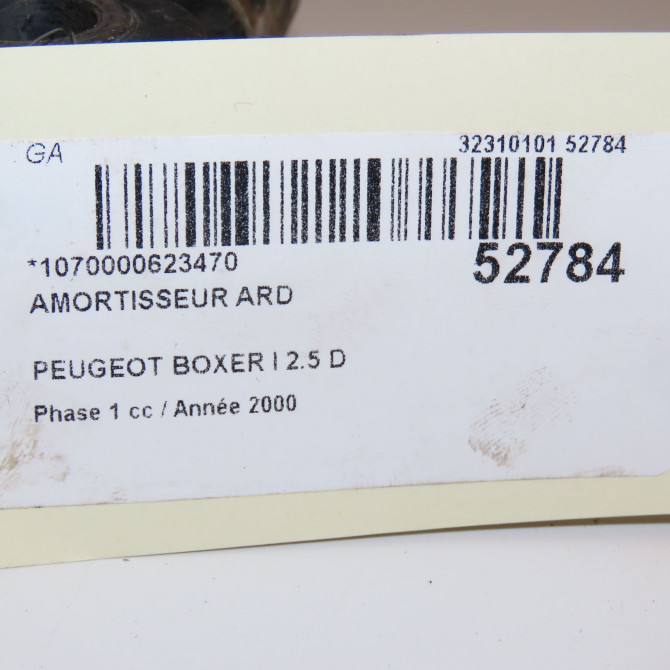 GA
32310101 52784
*1070000623470
52784
AMORTISSEUR ARD
PEUGEOT BOXER I 2.5 D
Phase 1 cc / Année 2000